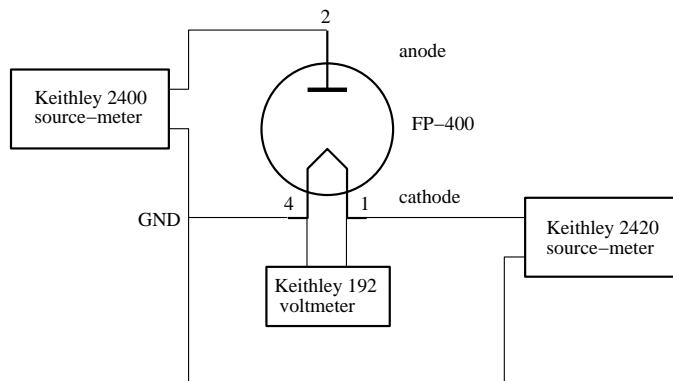 2
anode
Keithley 2400
source−meter
FP−400
4
1
cathode
GND
Keithley 2420
source−meter
Keithley 192
voltmeter